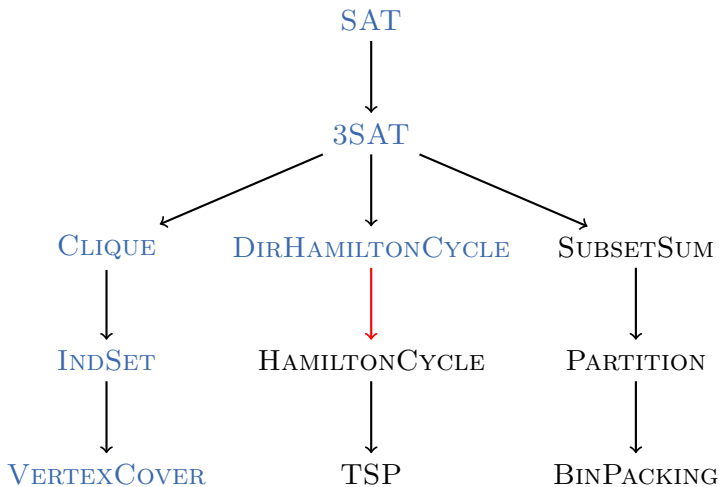 SAT
3SAT
CLIQUE DIRHAMILTONCYCLE SUBSETSUM
INDSET HAMILTONCYCLE PARTITION
VERTEXCOVER TSP BINPACKING